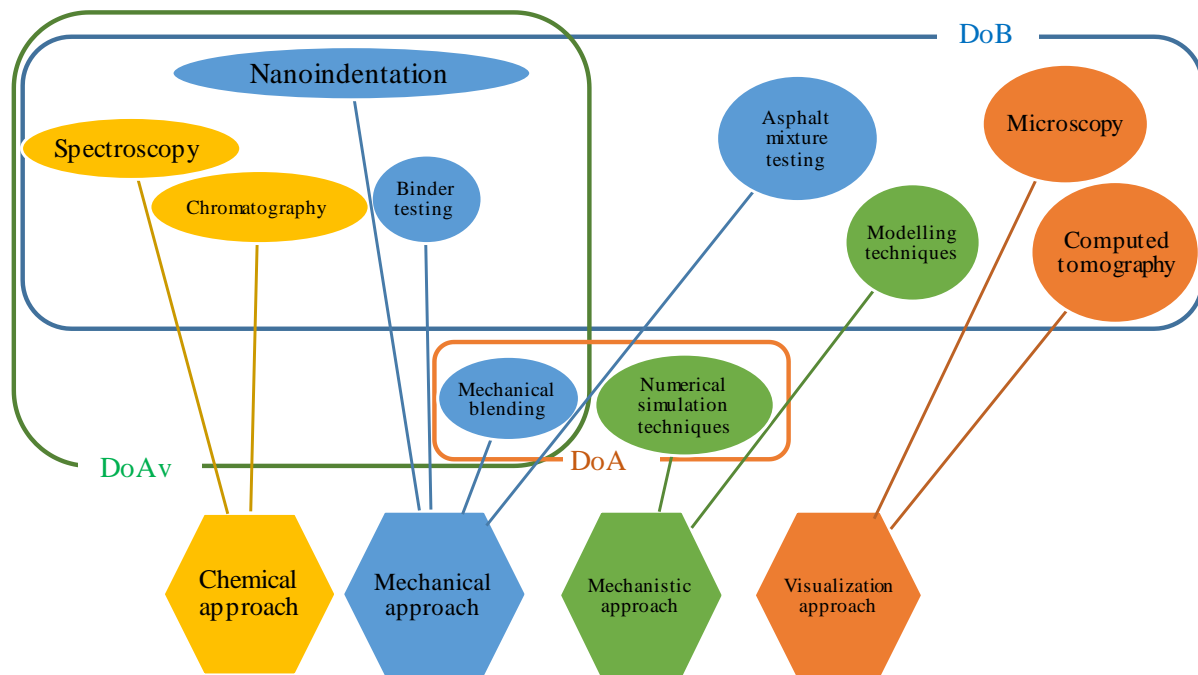 DoB
Nanoindentation
Asphalt
mixture
testing
Microscopy
Spectroscopy
Binder
testing
Chromatography
Modelling
techniques
Computed
tomography
Mechanical
blending
Numerical
simulation
techniques
DoAv
DoA
Chemical
approach
Mechanical
approach
Mechanistic
approach
Visualization
approach